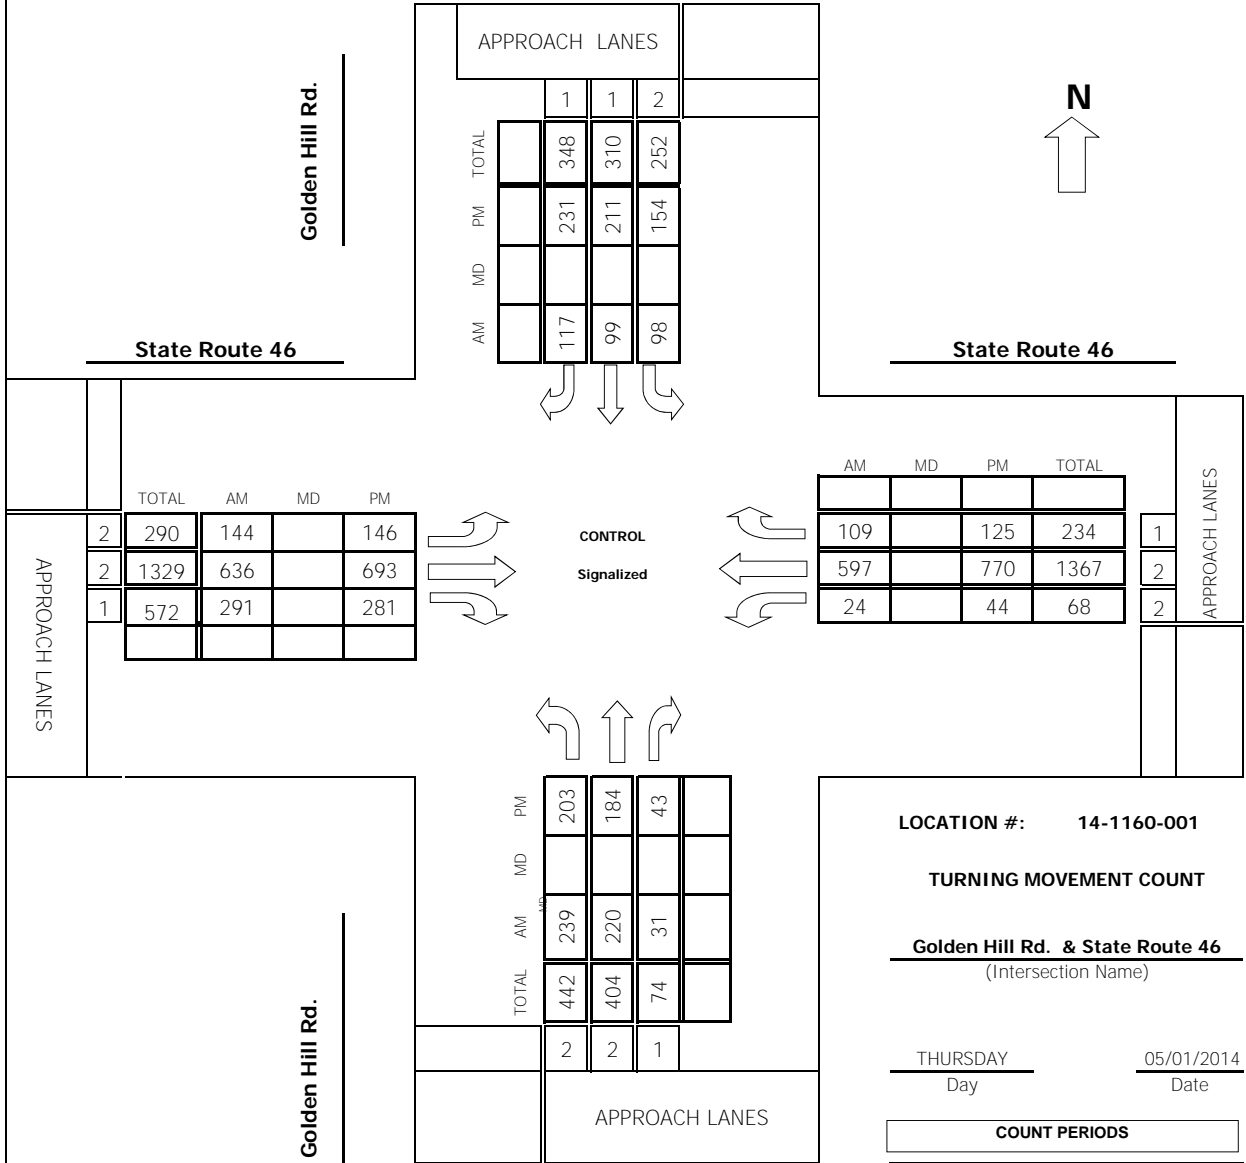 APPROACH LANES
1 1 2
Golden Hill Rd.
N
TOTAL 348 310 252
PM 231 211 154
MD
AM 117 99 98
State Route 46
State Route 46
TOTAL AM MD PM
2 290 144 146
2 1329 636 693
1 572 291 281
APPROACH LANES
CONTROL
Signalized
AM MD PM TOTAL
109 125 234 1
597 770 1367 2
24 44 68 2
APPROACH LANES
PM 203 184 43
MD
MD
AM 239 220 31
TOTAL 442 404 74
2 2 1
APPROACH LANES
Golden Hill Rd.
LOCATION #: 14-1160-001
TURNING MOVEMENT COUNT
Golden Hill Rd. & State Route 46
(Intersection Name)
THURSDAY 05/01/2014
Day Date
COUNT PERIODS